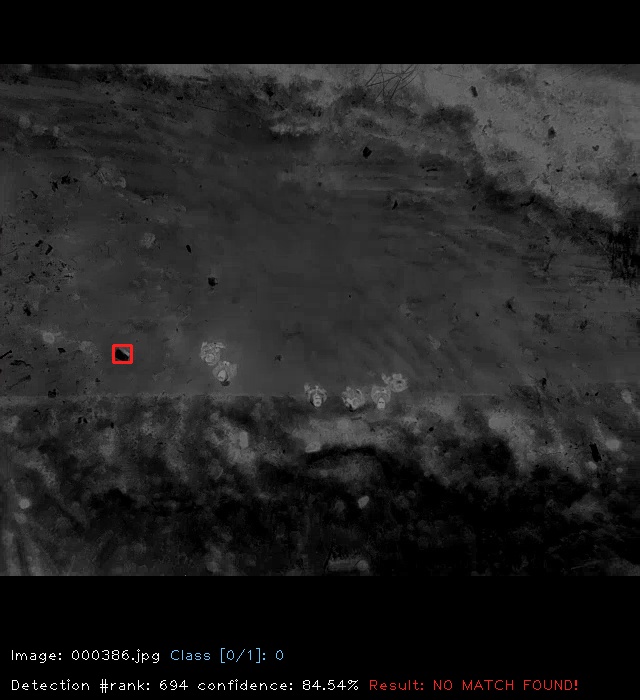 Image: 000386.jpg Class [0/1]: 0
Detection #rank: 694 confidence: 84.54% Result: NO MATCH FOUND!